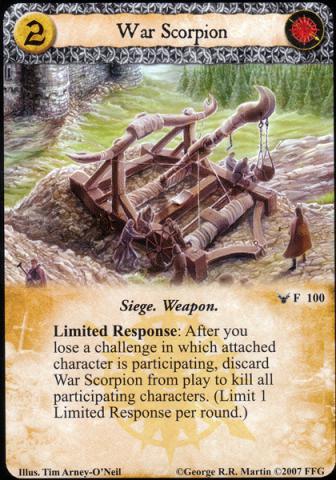 2
War Scorpion
F 100
Siege. Weapon.
Limited Response: After you
lose a challenge in which attached
character is participating, discard
War Scorpion from play to kill all
participating characters. (Limit 1
Limited Response per round.)
Illus. Tim Arney-O'Neil
©George R.R. Martin ©2007 FFG